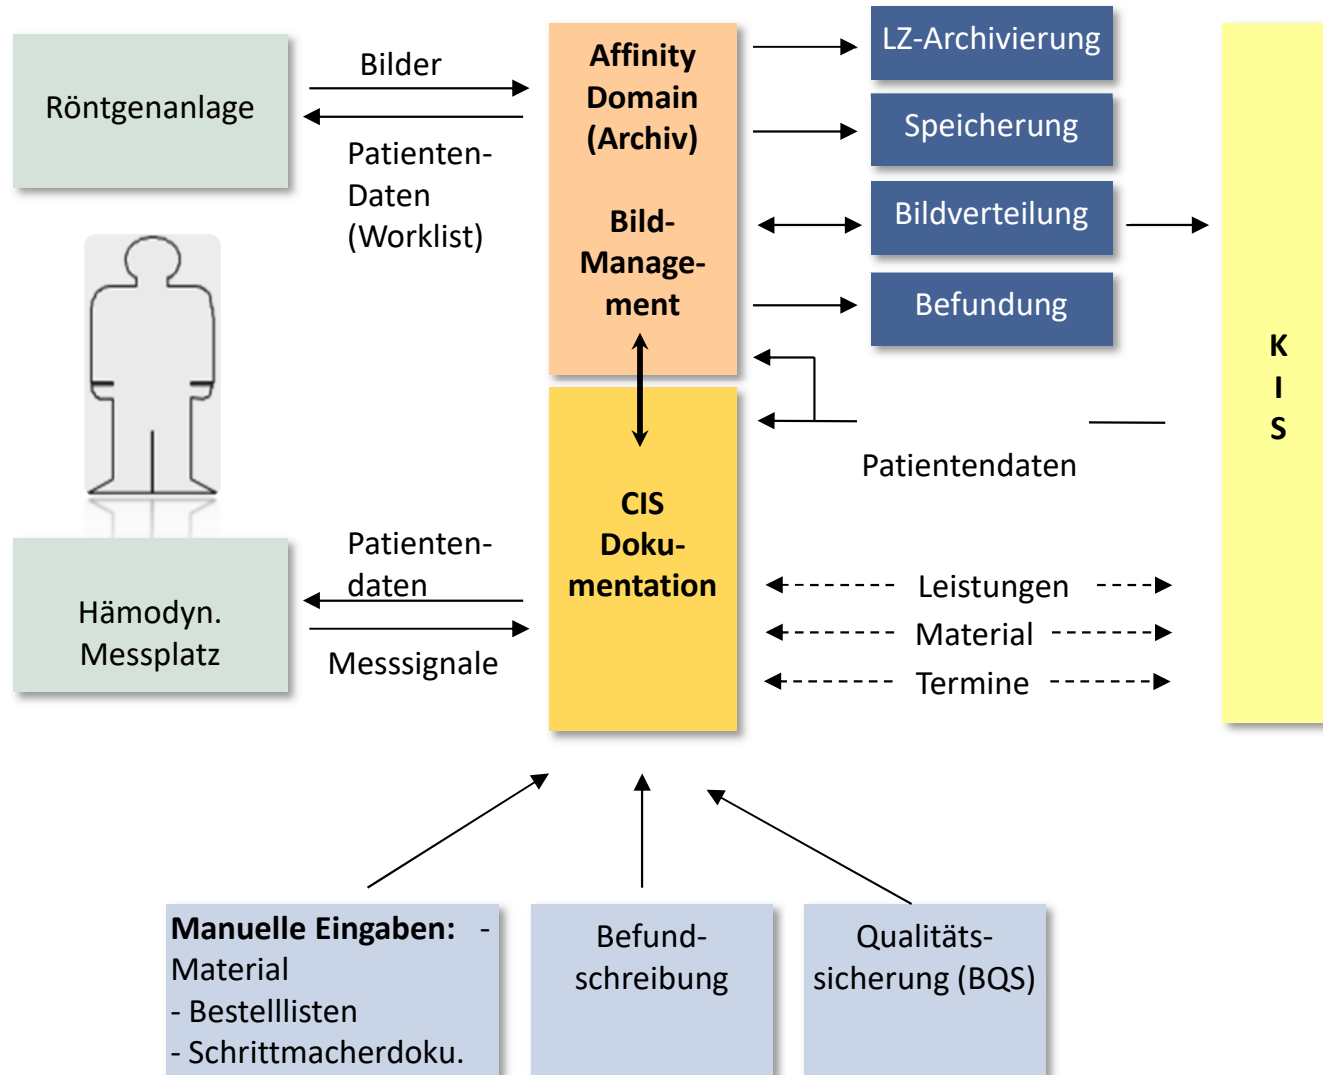 Röntgenanlage
Bilder
Patienten-
Daten
(Worklist)
Affinity
Domain
(Archiv)
Bild-
Manage-
ment
LZ-Archivierung
Speicherung
Bildverteilung
Befundung
K
I
S
Patientendaten
CIS
Doku-
mentation
Patienten-
daten
Hämodyn.
Messplatz
Messsignale
Leistungen
Material
Termine
Manuelle Eingaben: -
Material
- Bestelllisten
- Schrittmacherdoku.
Befund-
schreibung
Qualitäts-
sicherung (BQS)